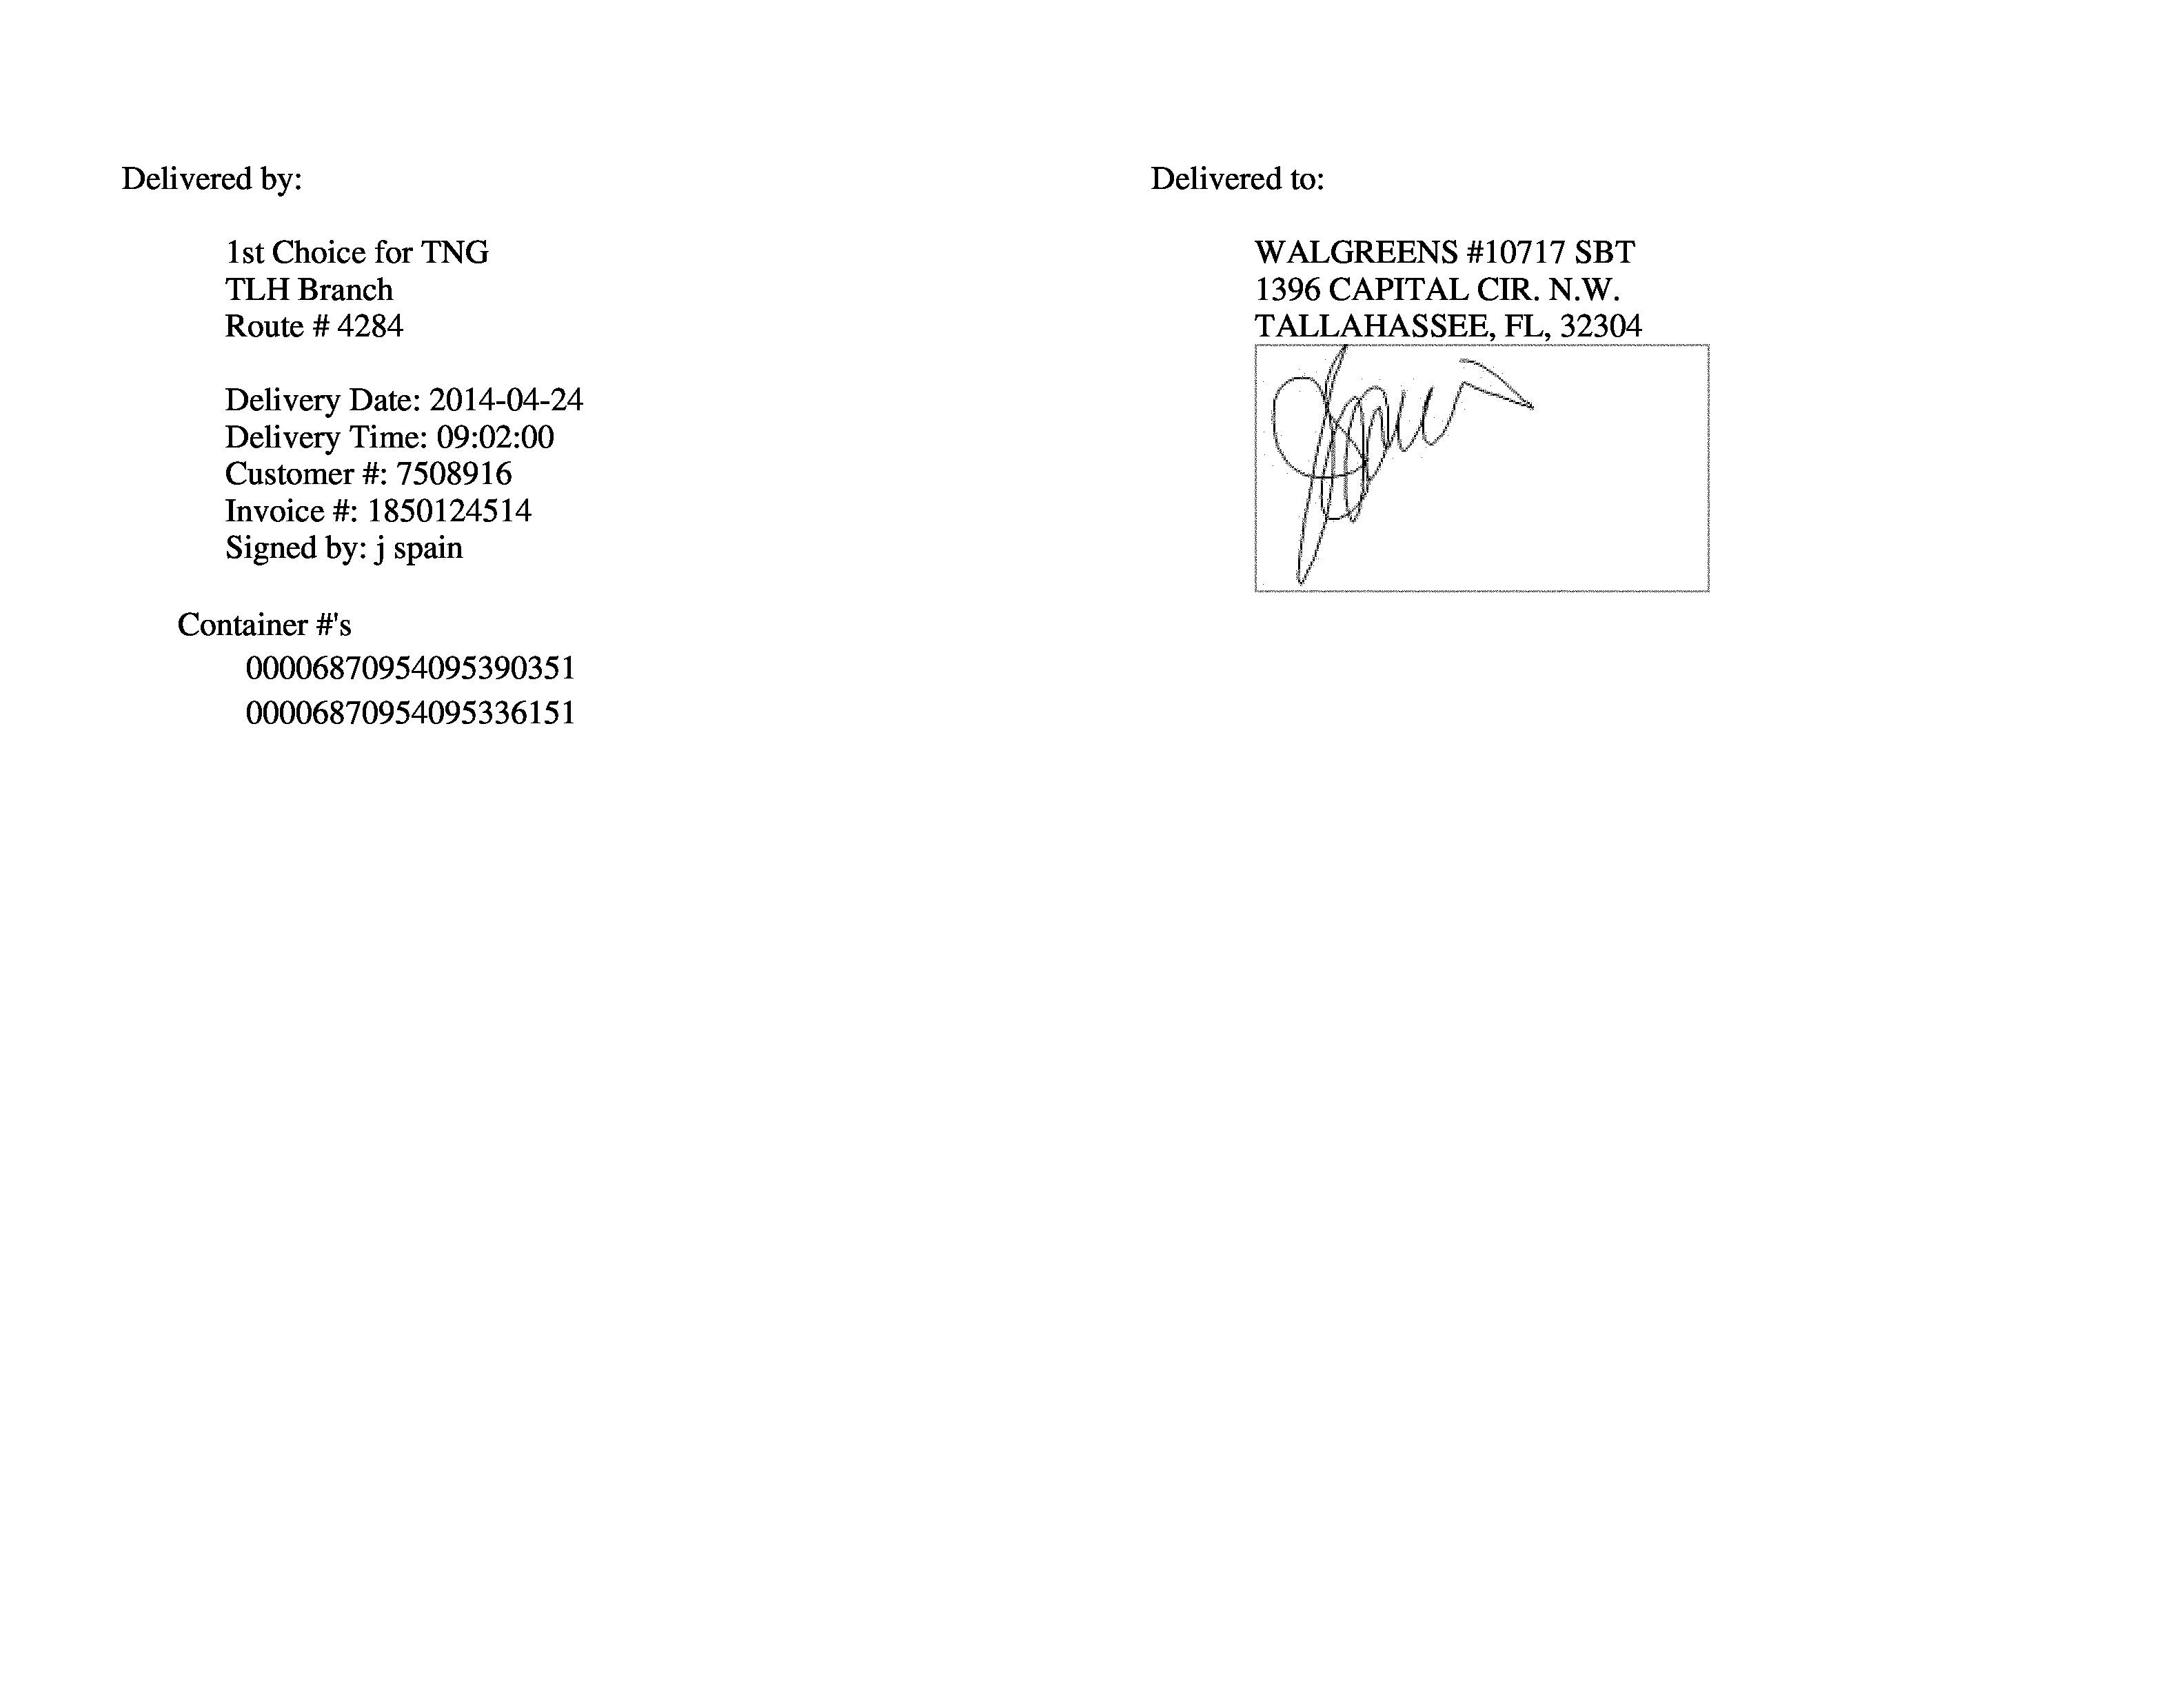 Delivered by:
1st Choice for TNG
TLH Branch
Route # 4284
Delivery Date: 2014-04-24
Delivery Time: 09:02:00
Customer #: 7508916
Invoice #: 1850124514
Signed by: j spain
Container #'s
00006870954095390351
00006870954095336151
Delivered to:
WALGREENS #10717 SBT
1396 CAPITAL CIR. N.W.
TALLAHASSEE, FL, 32304